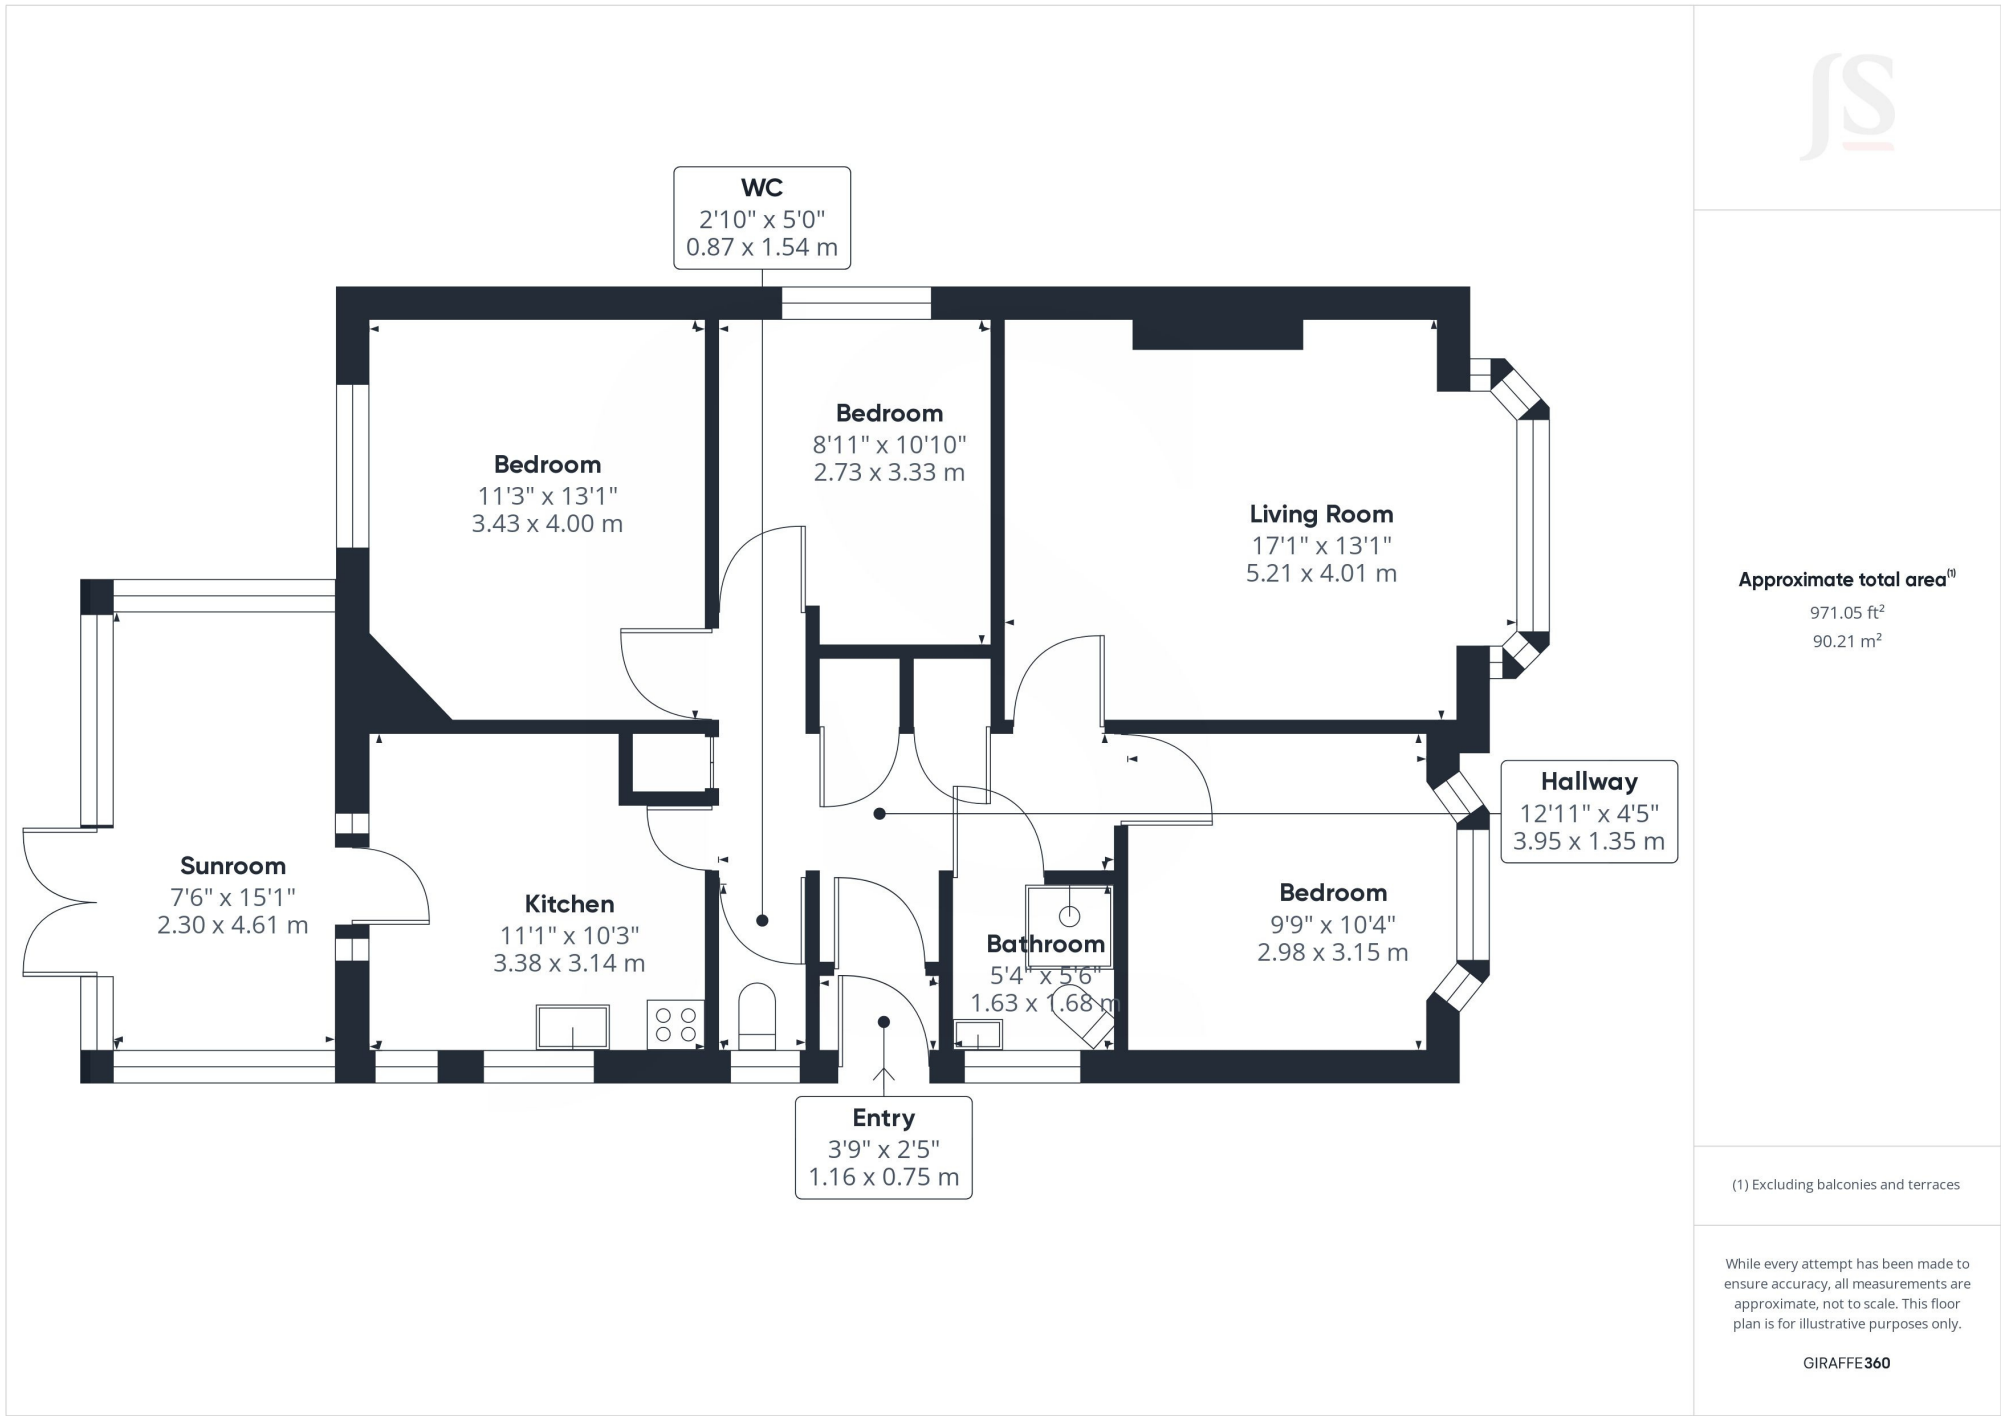 JS
WC
2'10" x 5'0"
0.87 x 1.54 m
Bedroom
11'3" x 13'1"
3.43 x 4.00 m
Bedroom
8'11" x 10'10"
2.73 x 3.33 m
Living Room
17'1" x 13'1"
5.21 x 4.01 m
Approximate total area(1)
971.05 ft²
90.21 m²
Hallway
12'11" x 4'5"
3.95 x 1.35 m
Sunroom
7'6" x 15'1"
2.30 x 4.61 m
Kitchen
11'1" x 10'3"
3.38 x 3.14 m
Bathroom
5'4" x 5'6"
1.63 x 1.68 m
Bedroom
9'9" x 10'4"
2.98 x 3.15 m
Entry
3'9" x 2'5"
1.16 x 0.75 m
(1) Excluding balconies and terraces
While every attempt has been made to
ensure accuracy, all measurements are
approximate, not to scale. This floor
plan is for illustrative purposes only.
GIRAFFE360